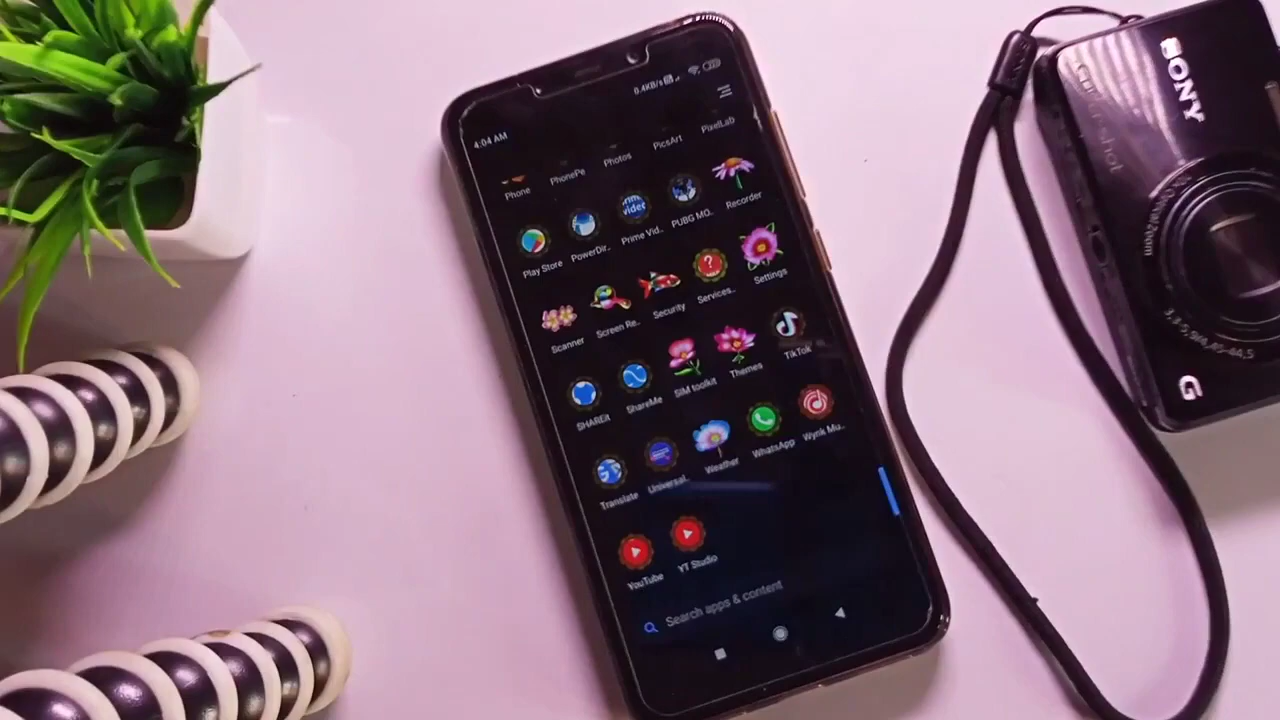 0.4KB/s
4:04 AM
Phone PhonePe Photos PicsArt PixelLab
Play Store PowerDir.. Prime Vid.. PUBG MO.. Recorder
Scanner Screen Re.. Security Services.. Settings
SHAREit ShareMe SIM toolkit Themes TikTok
Translate Universal.. Weather WhatsApp Wynk Mu..
YouTube YT Studio
Search apps & content
SONY
Cyber-shot
G